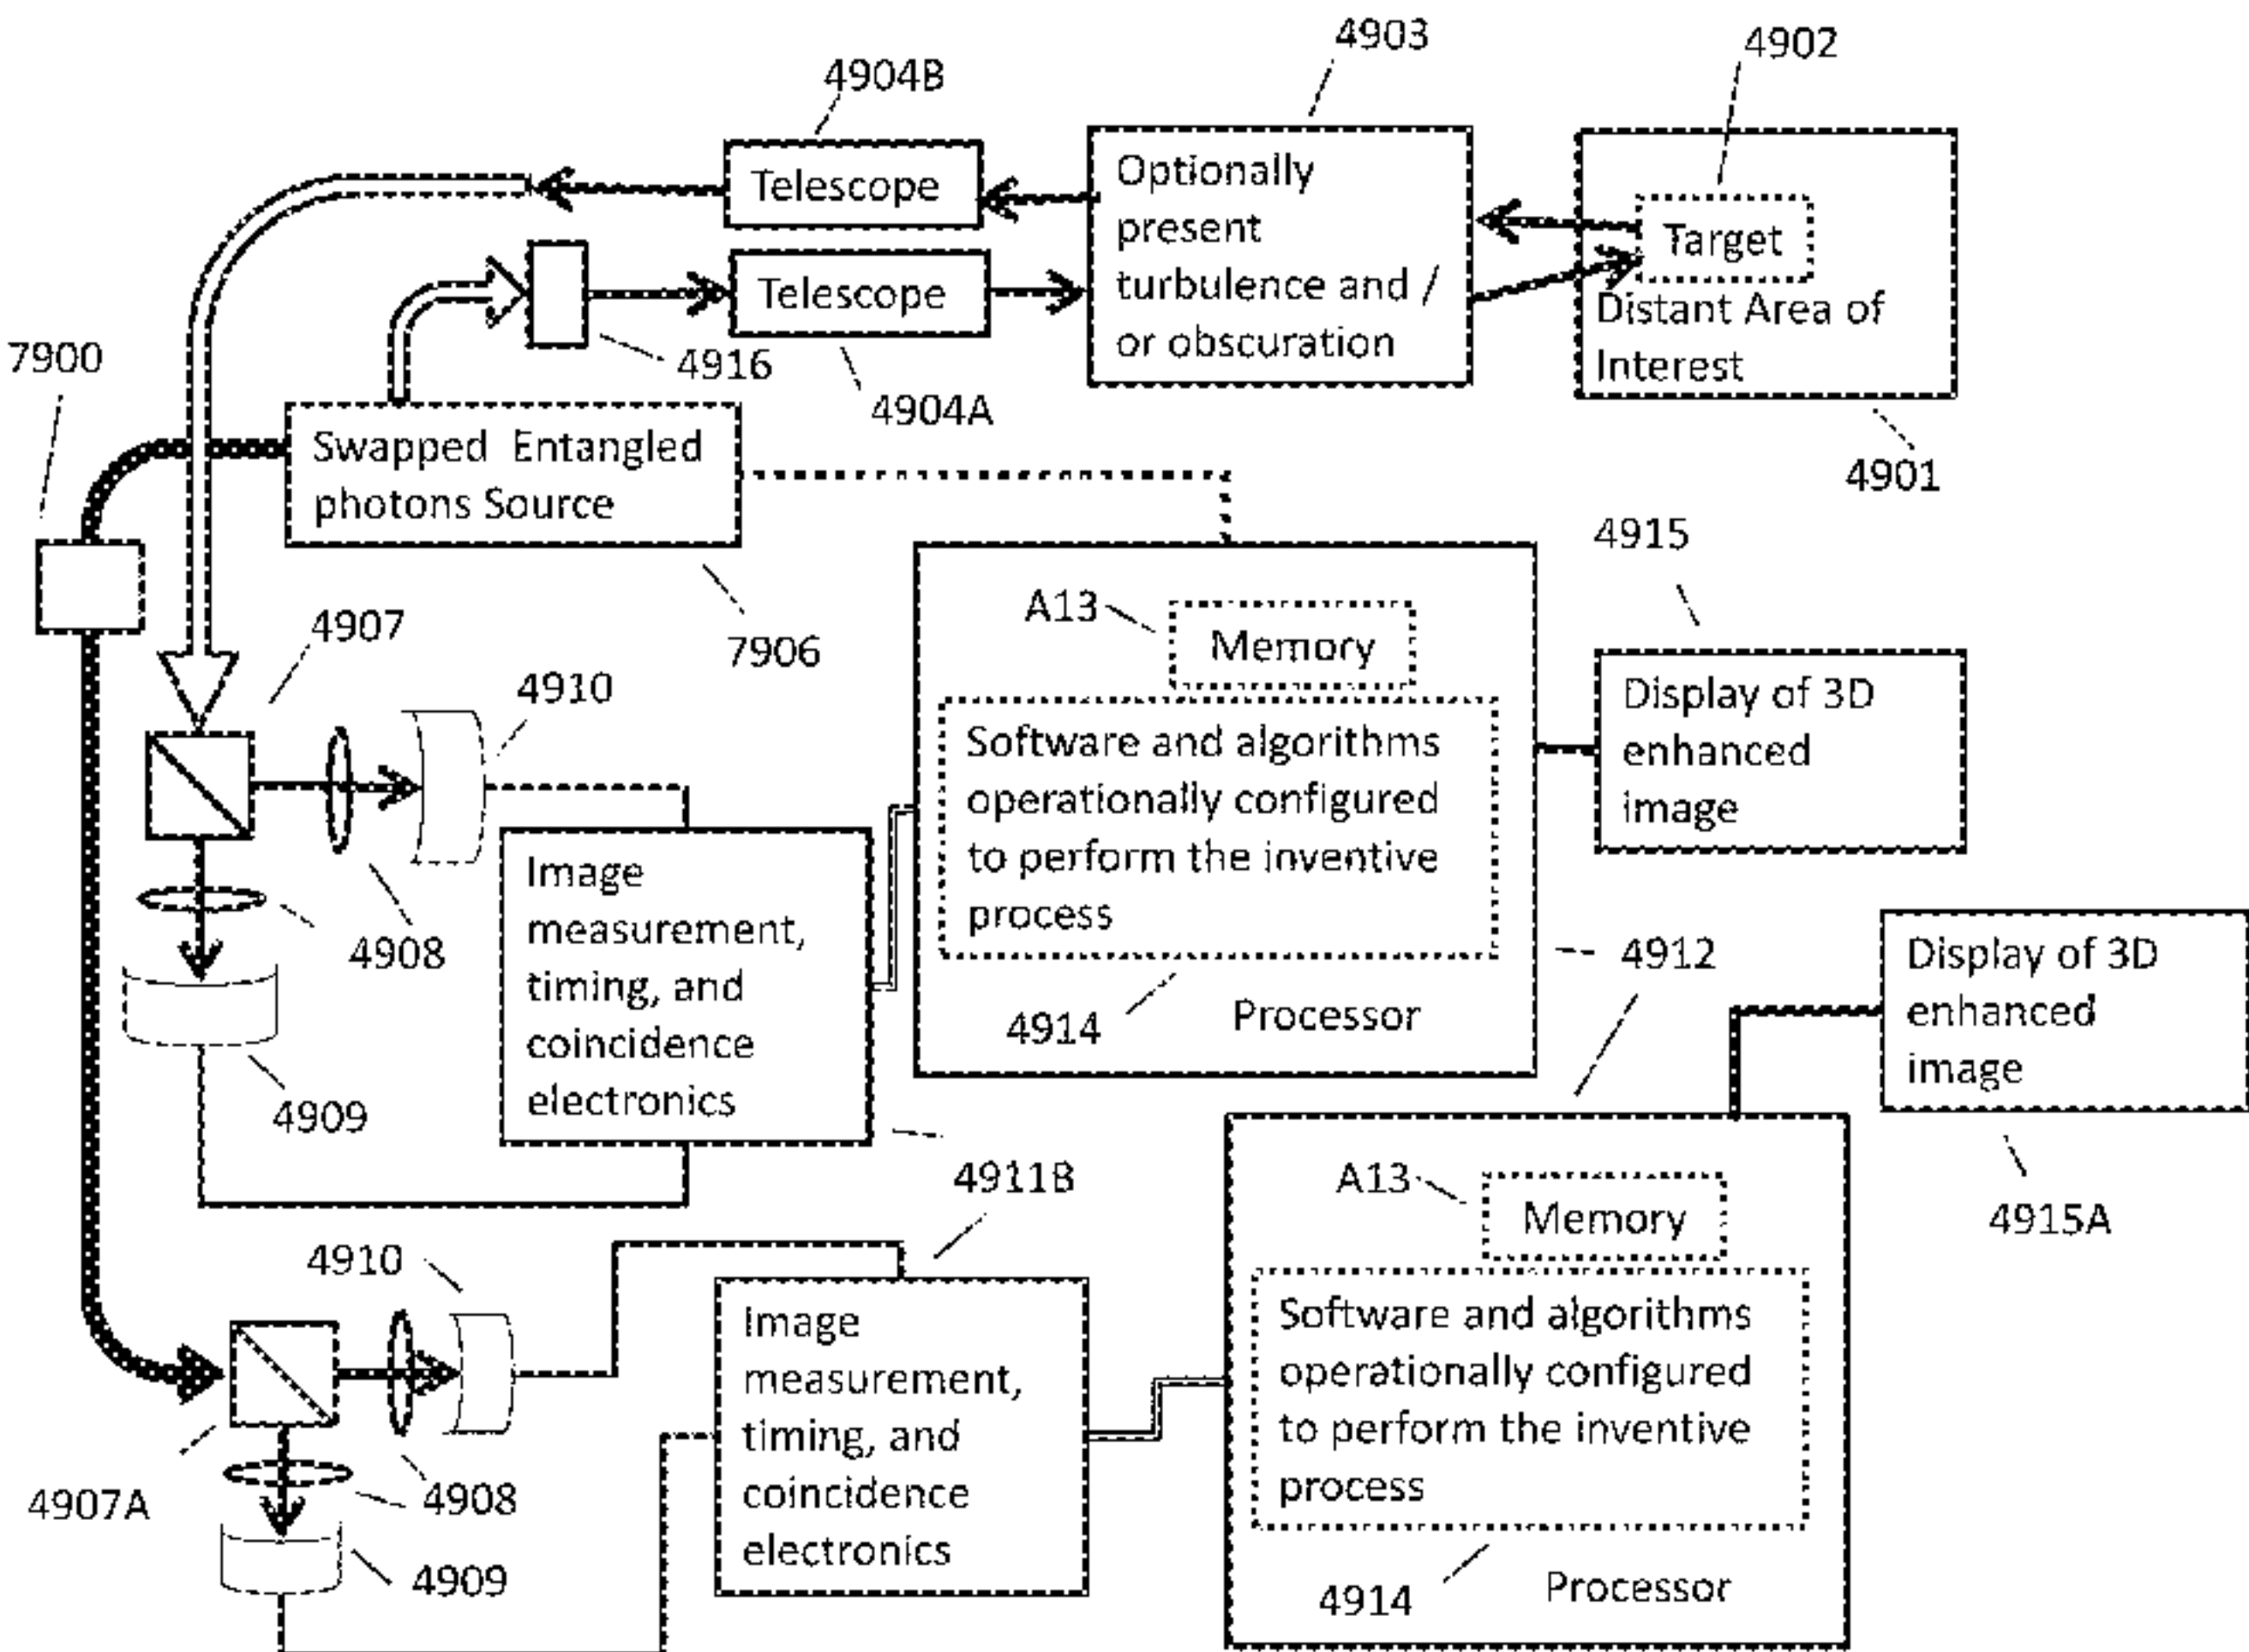 4903
4902
4904B
Telescope
Optionally
present
turbulence and /
or obscuration
Target
Distant Area of
Interest
Telescope
7900
4916
4904A
4901
Swapped Entangled
photons Source
4915
7906
4907
4910
A13
Memory
Software and algorithms
operationally configured
to perform the inventive
process
4914
Processor
Display of 3D
enhanced
image
4908
4909
Image
measurement,
timing, and
coincidence
electronics
4912
Display of 3D
enhanced
image
4911B
4915A
4910
A13
Memory
Software and algorithms
operationally configured
to perform the inventive
process
4914
Processor
Image
measurement,
timing, and
coincidence
electronics
4907A
4908
4909